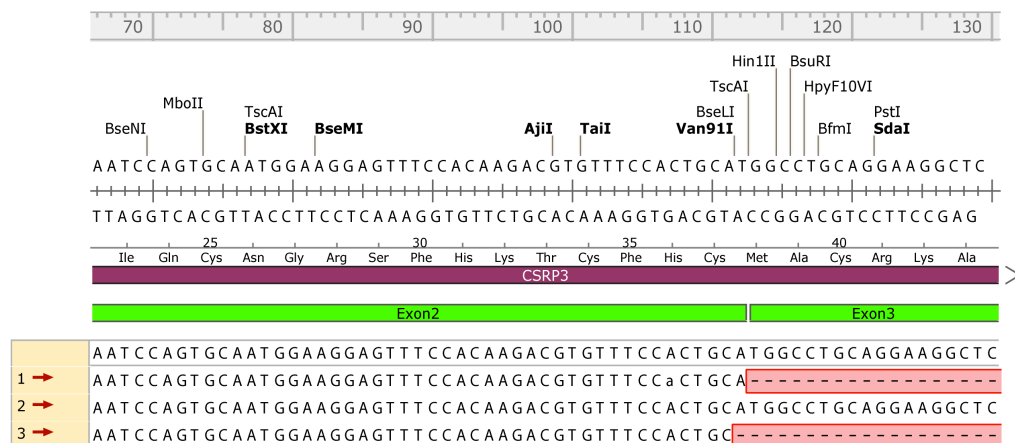 70 80 90 100 110 120 130
Hin1II BsuRI
TscAI HpyF10VI
MboII TscAI BseLI PstI
BseNI BstXI BseMI AjiI TaiI Van91I BfmI SdaI
AATCCAGTGCAATGGAAGGAGTTTCCACAAGACGTGTTTCCACTGCATGGCCTGCAGGAAGGCTC
TTAGGTCACGTTACCTTCCTCAAAGGTGTTCTGCACAAAGGTGACGTACCGGACGTCCTTCCGAG
25 30 35 40
Ile Gln Cys Asn Gly Arg Ser Phe His Lys Thr Cys Phe His Cys Met Ala Cys Arg Lys Ala
CSRP3
Exon2 Exon3
AATCCAGTGCAATGGAAGGAGTTTCCACAAGACGTGTTTCCACTGCATGGCCTGCAGGAAGGCTC
1 AATCCAGTGCAATGGAAGGAGTTTCCACAAGACGTGTTTCCaCTGCA------------------
2 AATCCAGTGCAATGGAAGGAGTTTCCACAAGACGTGTTTCCACTGCATGGCCTGCAGGAAGGCTC
3 AATCCAGTGCAATGGAAGGAGTTTCCACAAGACGTGTTTCCACTGC-------------------